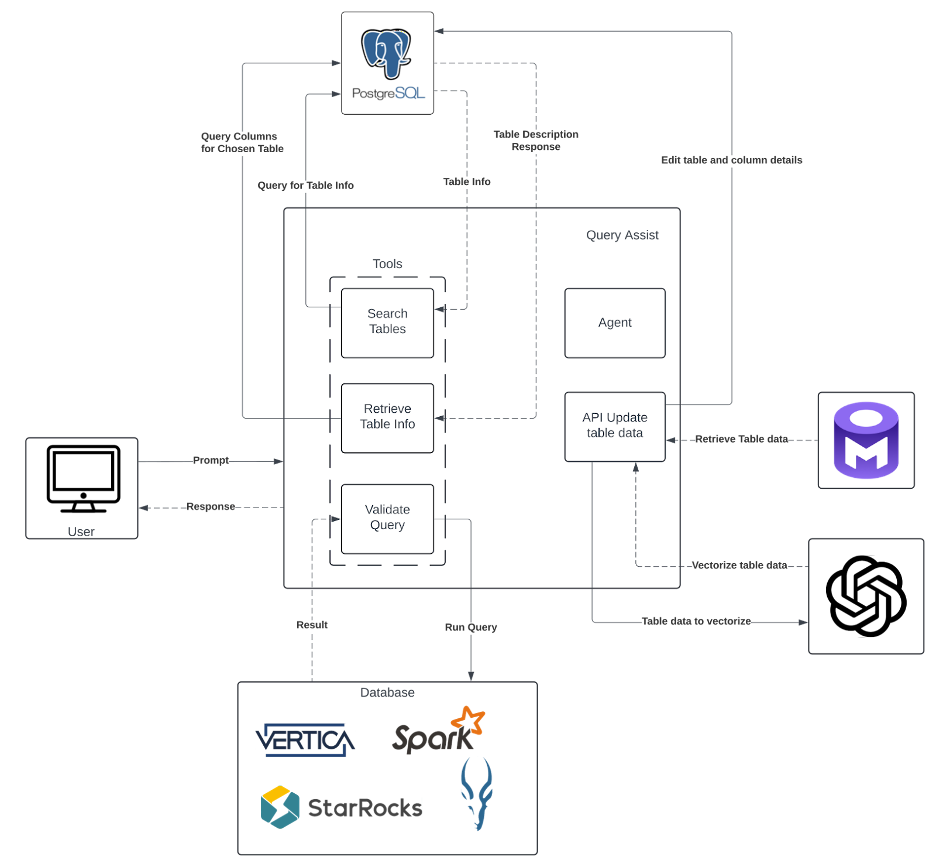 PostgreSQL
Query Columns
for Chosen Table
Table Description
Response
Edit table and column details
Query for Table Info
Table Info
Query Assist
Tools
Search
Tables
Agent
Retrieve
Table Info
API Update
table data
Retrieve Table data
Prompt
Response
User
Validate
Query
Vectorize table data
Table data to vectorize
Result
Run Query
Database
VERTICA
Spark
StarRocks